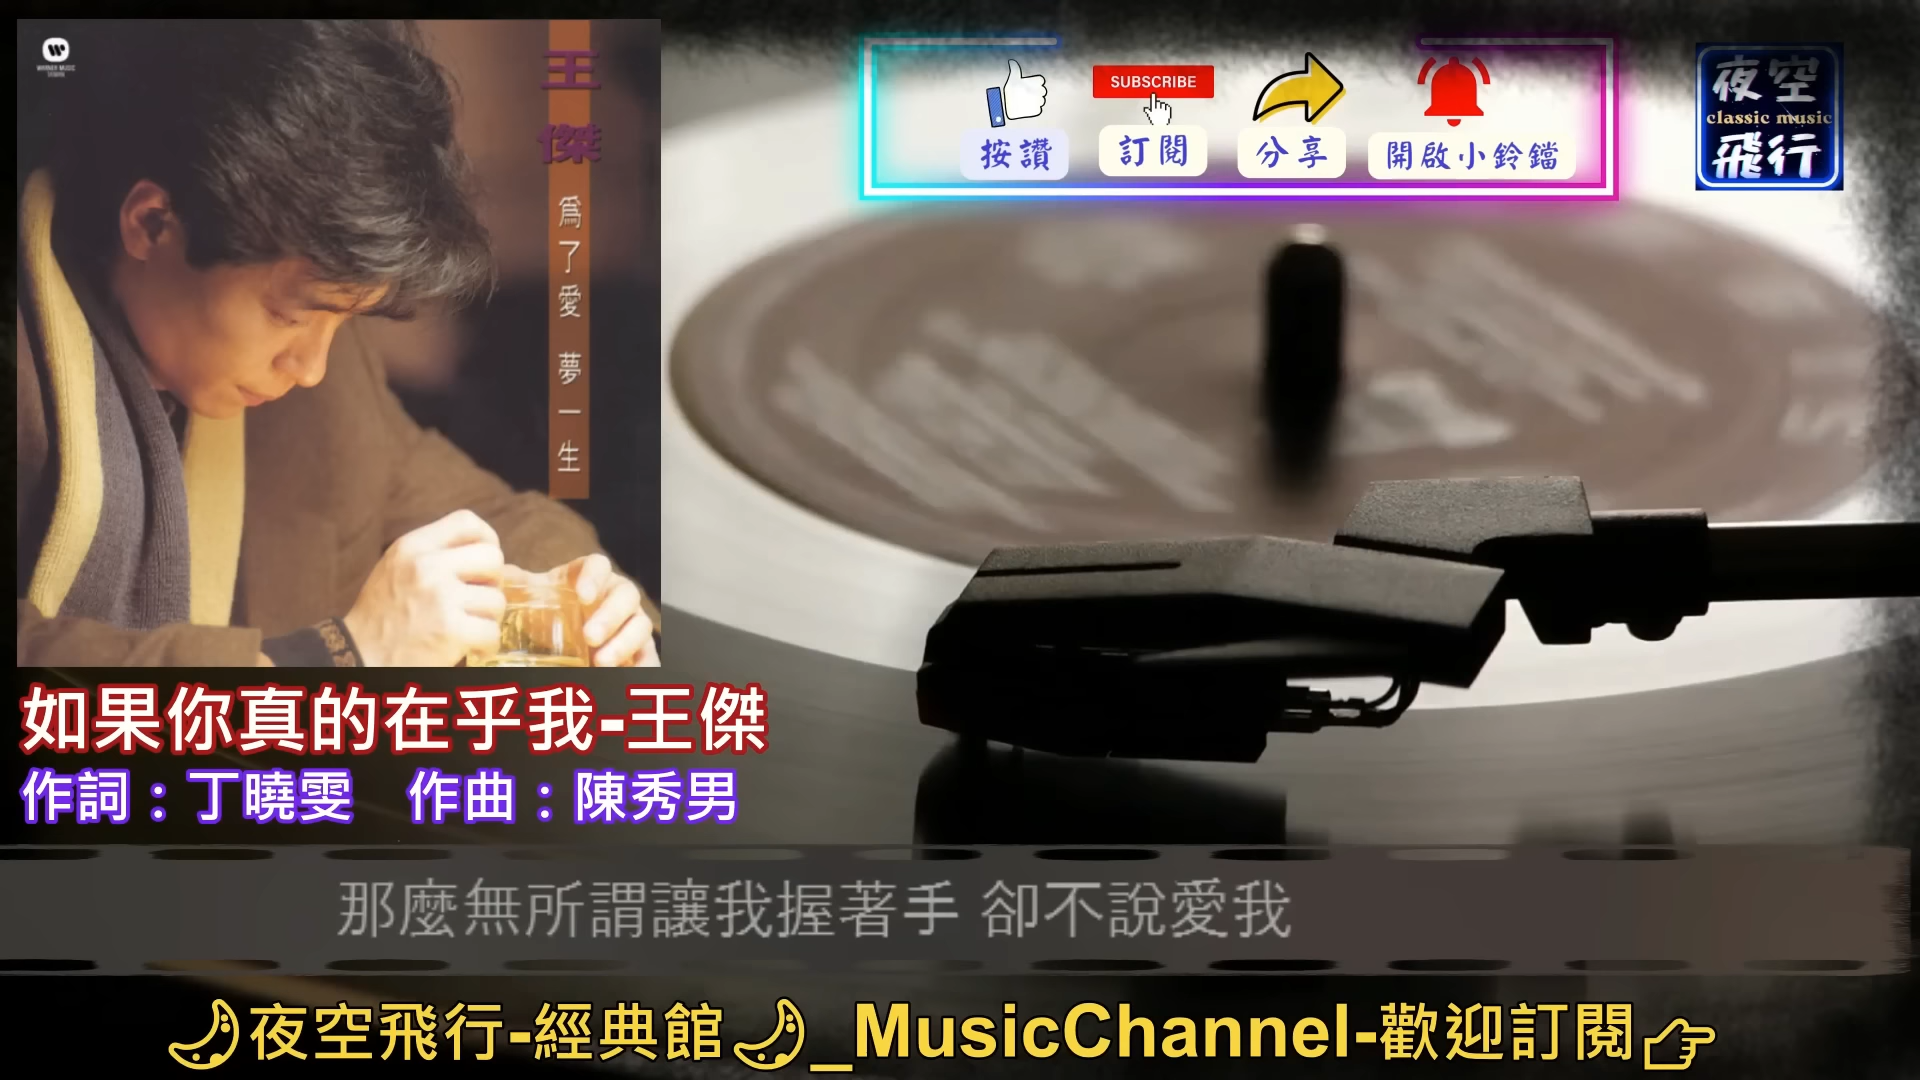 WARNER MUSIC
王傑
為了愛 夢一生
SUBSCRIBE
按讚
訂閱
分享
開啟小鈴鐺
夜空
classic music
飛行
如果你真的在乎我-王傑
作詞：丁曉雯 作曲：陳秀男
那麼無所謂讓我握著手 卻不說愛我
夜空飛行-經典館_MusicChannel-歡迎訂閱